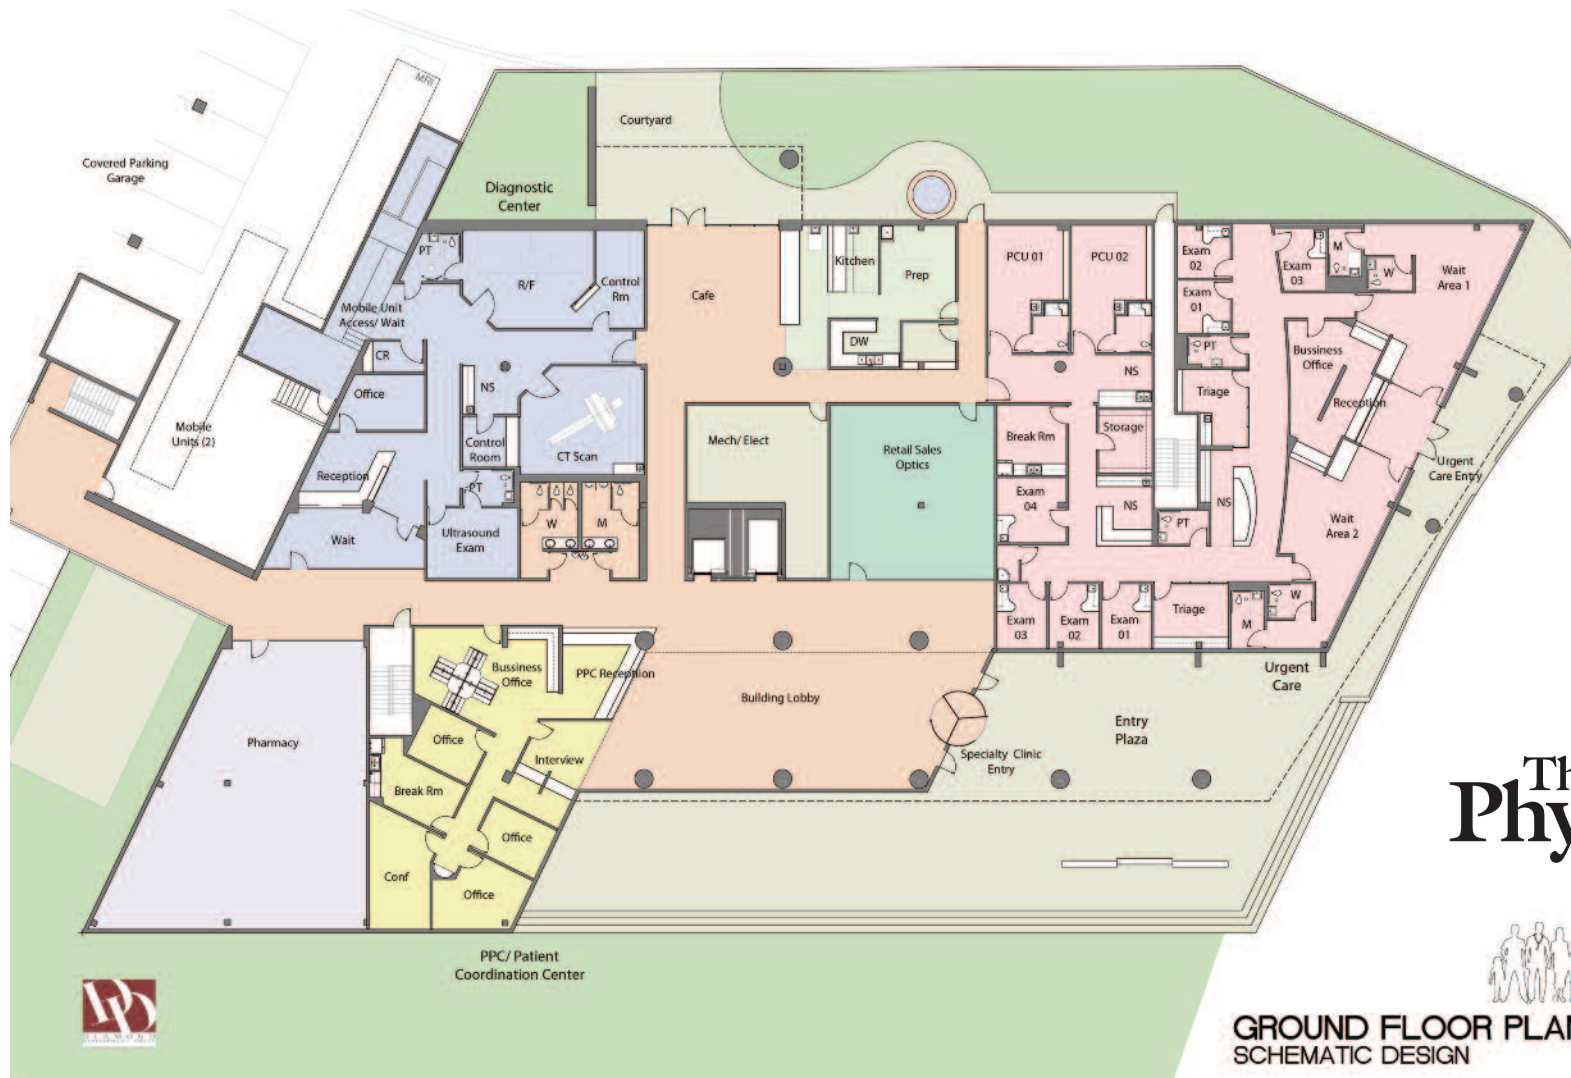 MRI
Courtyard
Covered Parking
Garage
Diagnostic
Center
PT
R/F
Control
Rm
Mobile Unit
Access/ Wait
CR
Office
NS
Mobile
Units (2)
Control
Room
CT Scan
Reception
PT
Wait
Ultrasound
Exam
W
M
Cafe
Kitchen
Prep
DW
Mech/ Elect
Retail Sales
Optics
PCU 01
PCU 02
NS
Break Rm
Storage
Exam
04
NS
PT
Exam
03
Exam
02
Exam
01
Triage
M
W
Exam
02
Exam
01
PT
Triage
NS
Exam
03
M
W
Wait
Area 1
Bussiness
Office
Reception
Wait
Area 2
Urgent
Care Entry
Urgent
Care
Bussiness
Office
PPC Reception
Building Lobby
Entry
Plaza
Specialty Clinic
Entry
Pharmacy
Office
Interview
Break Rm
Office
Conf
Office
PPC/ Patient
Coordination Center
Th
Phy
DIAMOND
GROUND FLOOR PLAN
SCHEMATIC DESIGN